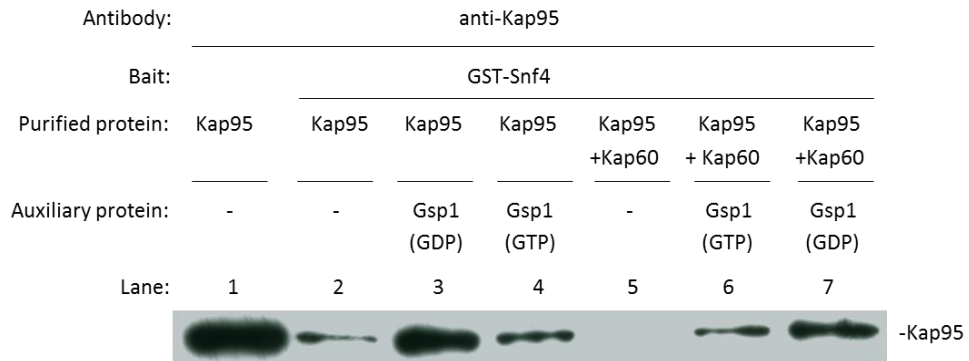 Antibody: anti-Kap95
Bait: GST-Snf4
Purified protein: Kap95 Kap95 Kap95 Kap95 Kap95 Kap95 Kap95
+Kap60 + Kap60 +Kap60
Auxiliary protein: - - Gsp1 Gsp1 - Gsp1 Gsp1
(GDP) (GTP) (GTP) (GDP)
Lane: 1 2 3 4 5 6 7
-Kap95